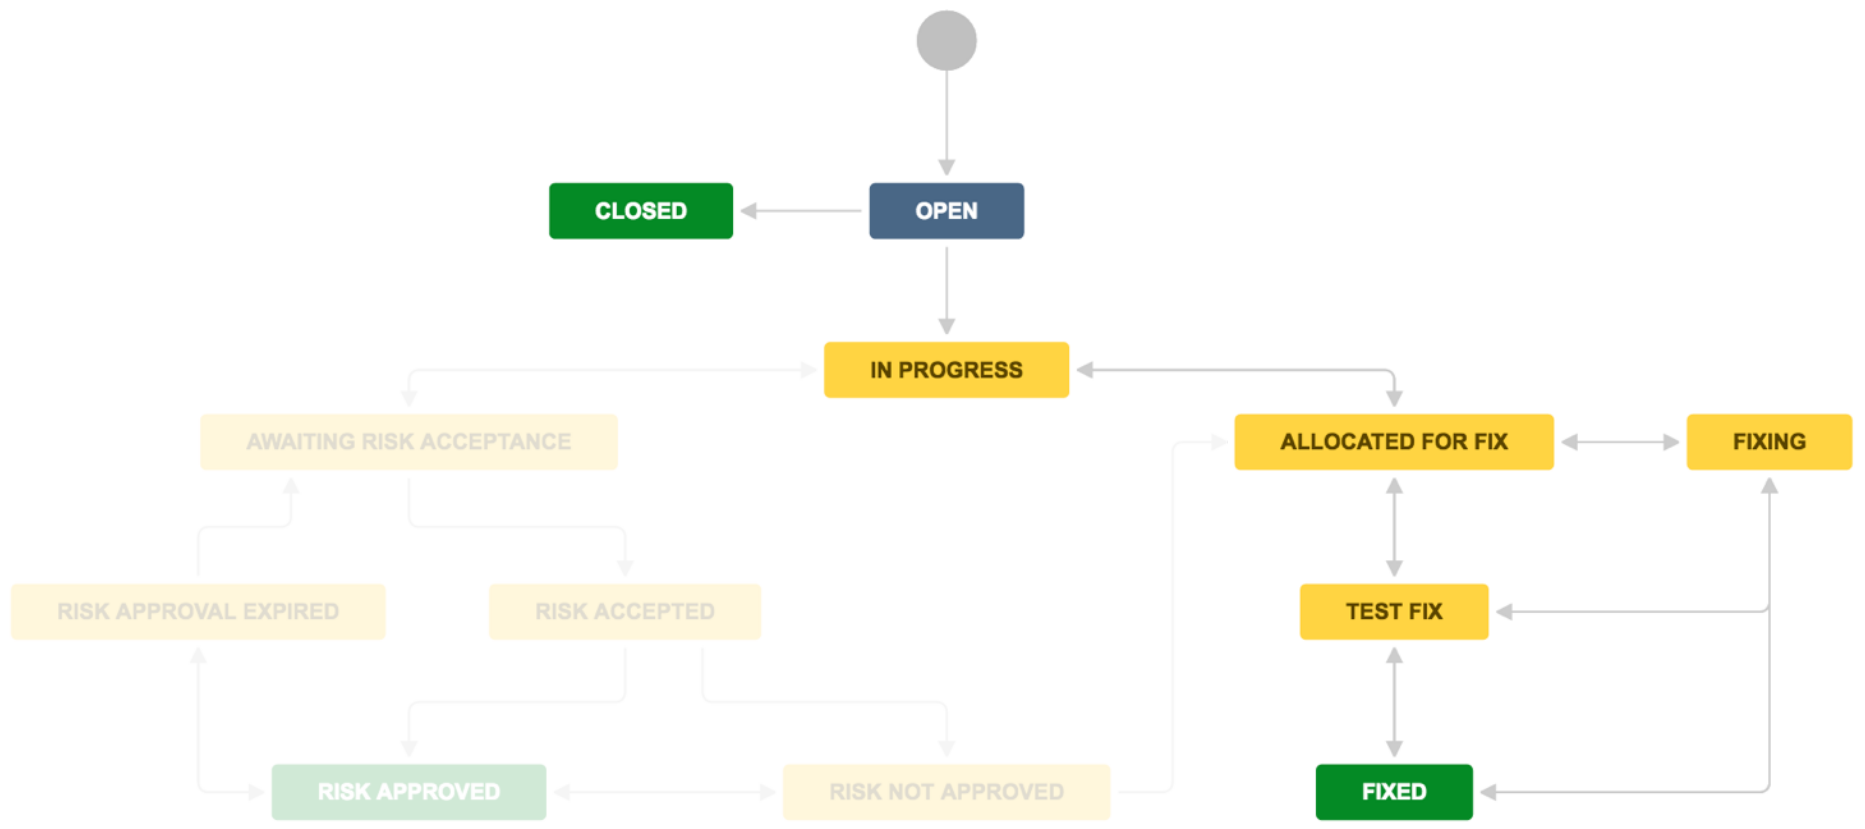 CLOSED
OPEN
IN PROGRESS
AWAITING RISK ACCEPTANCE
ALLOCATED FOR FIX
FIXING
RISK APPROVAL EXPIRED
RISK ACCEPTED
TEST FIX
RISK APPROVED
RISK NOT APPROVED
FIXED